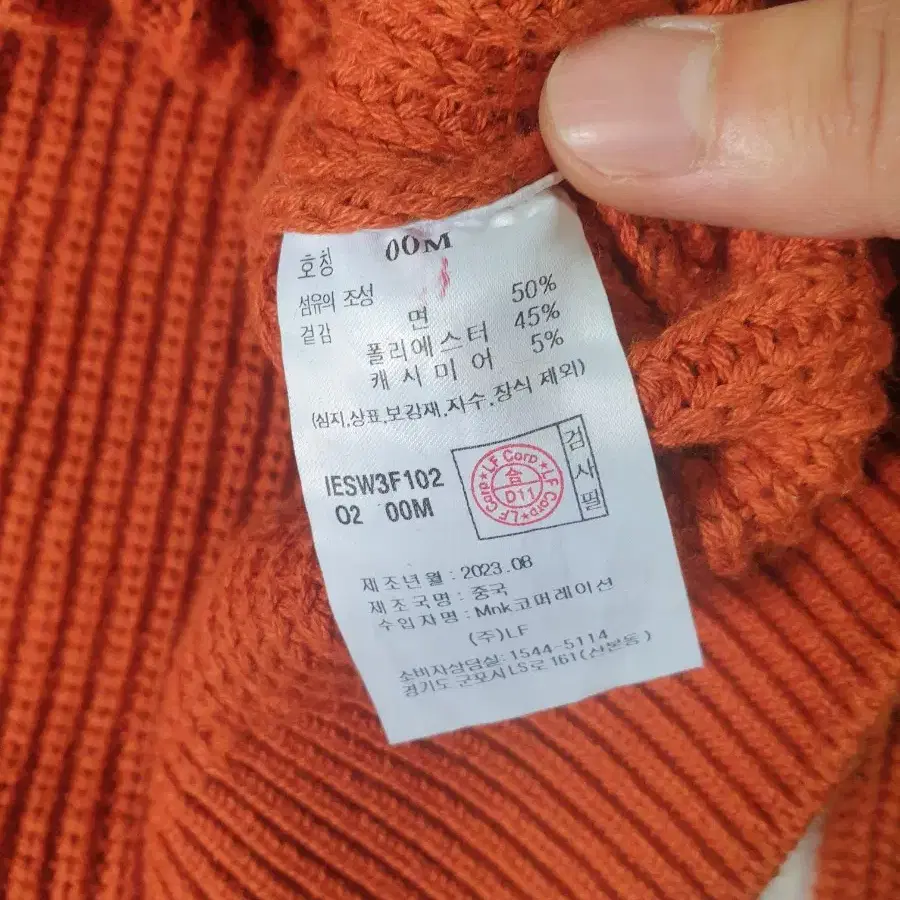 호칭 00M
섬유의 조성
겉감 면 50%
폴리에스터 45%
캐시미어 5%
(심지,상표,보강재,자수,장식 제외)
IESW3F102
02 00M
LF Corp★LF Corp★LF Corp★
合
D11
검사필
제조년월 : 2023.08
제조국명 : 중국
수입자명 : Mnk코퍼레이션
(주)LF
소비자상담실: 1544-5114
경기도 군포시 LS로 161(산본동)